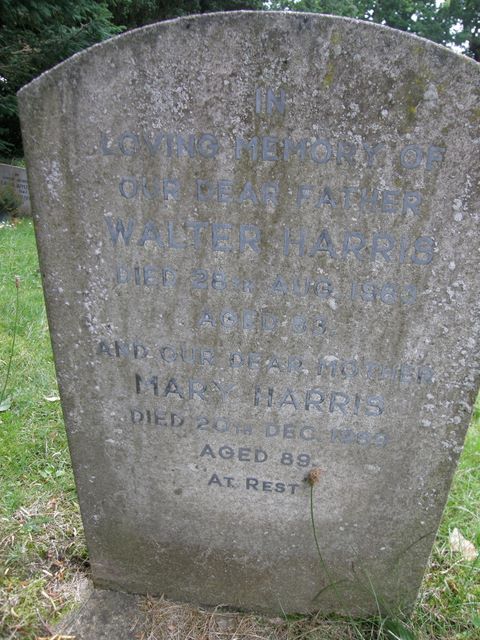 IN
LOVING MEMORY OF
OUR DEAR FATHER
WALTER HARRIS
DIED 28TH AUG.
AGED
AND OUR DEAR MOTHER
MARY HARRIS
DIED 20TH DEC. 1969
AGED 89.
AT REST